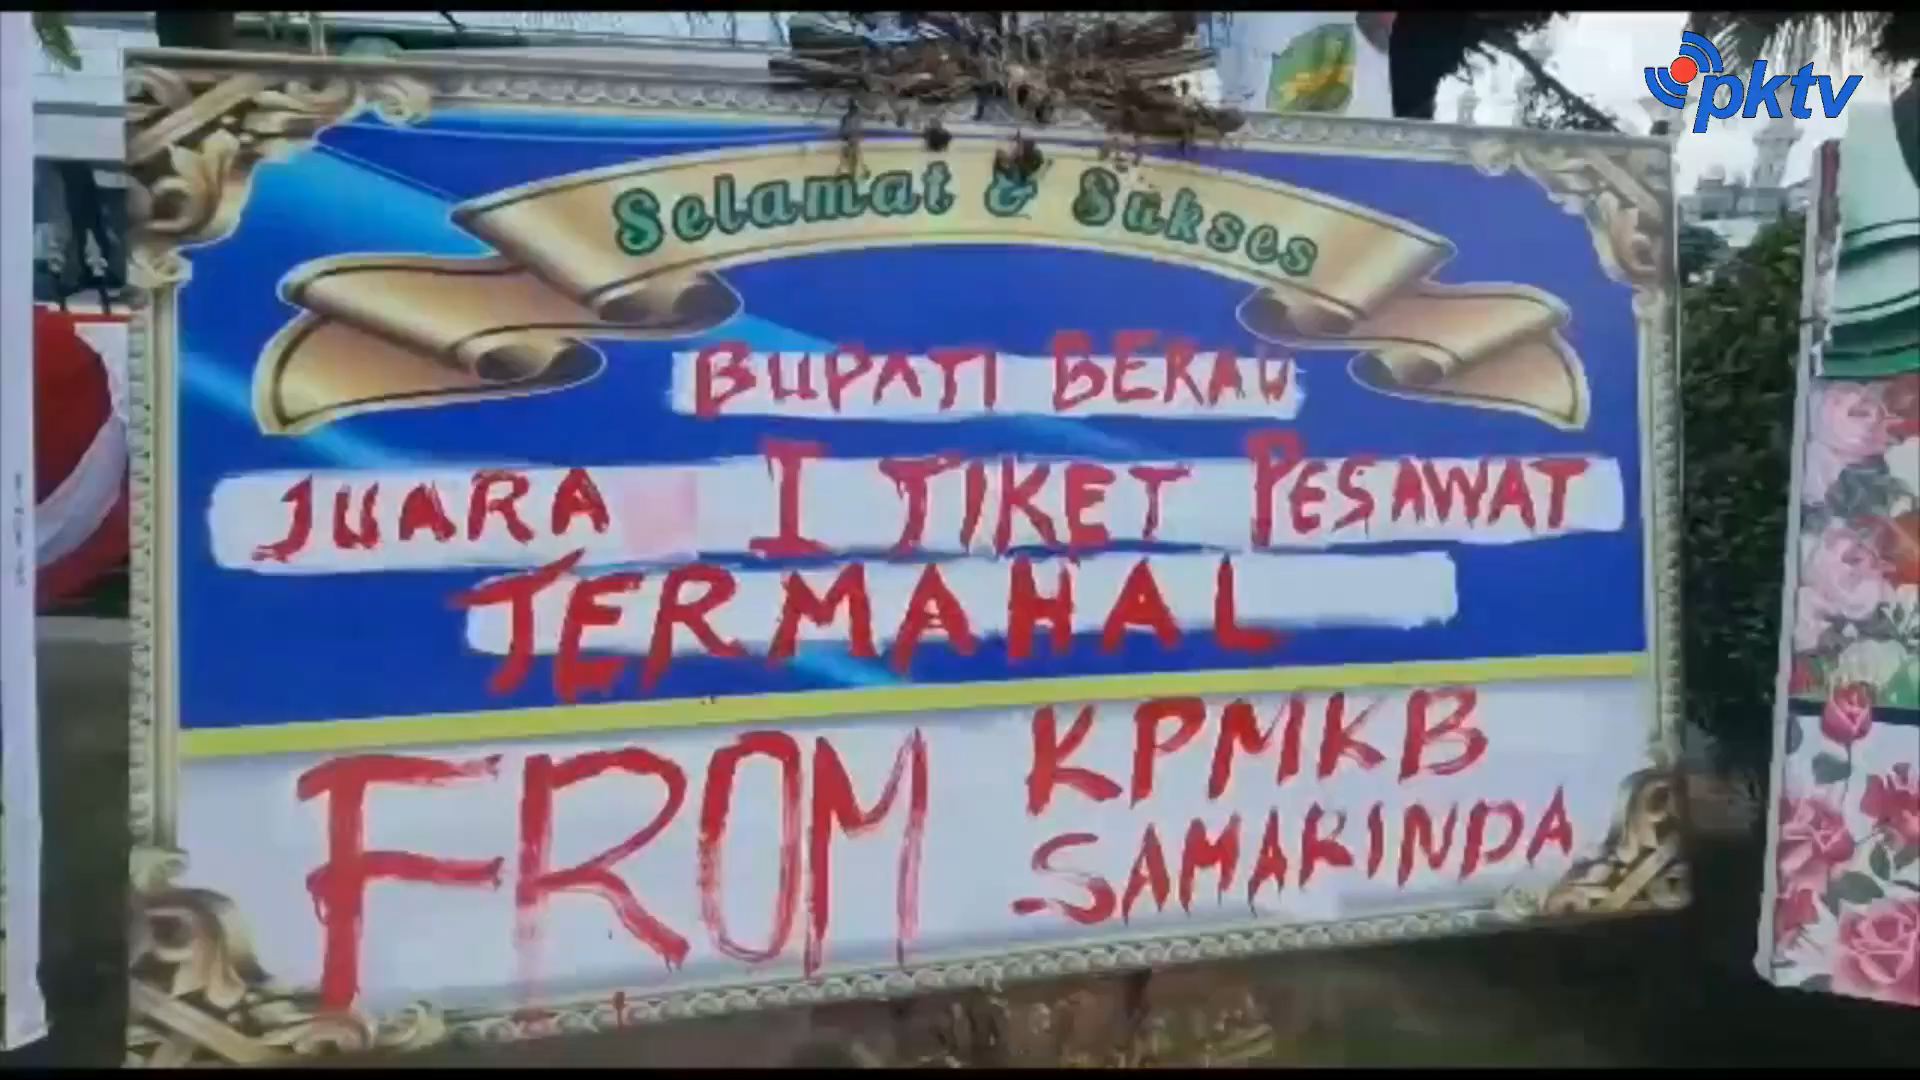 pktv
Selamat & Sukses
BUPATI BERAU
JUARA I TIKET PESAWAT
TERMAHAL
FROM KPMKB
SAMARINDA